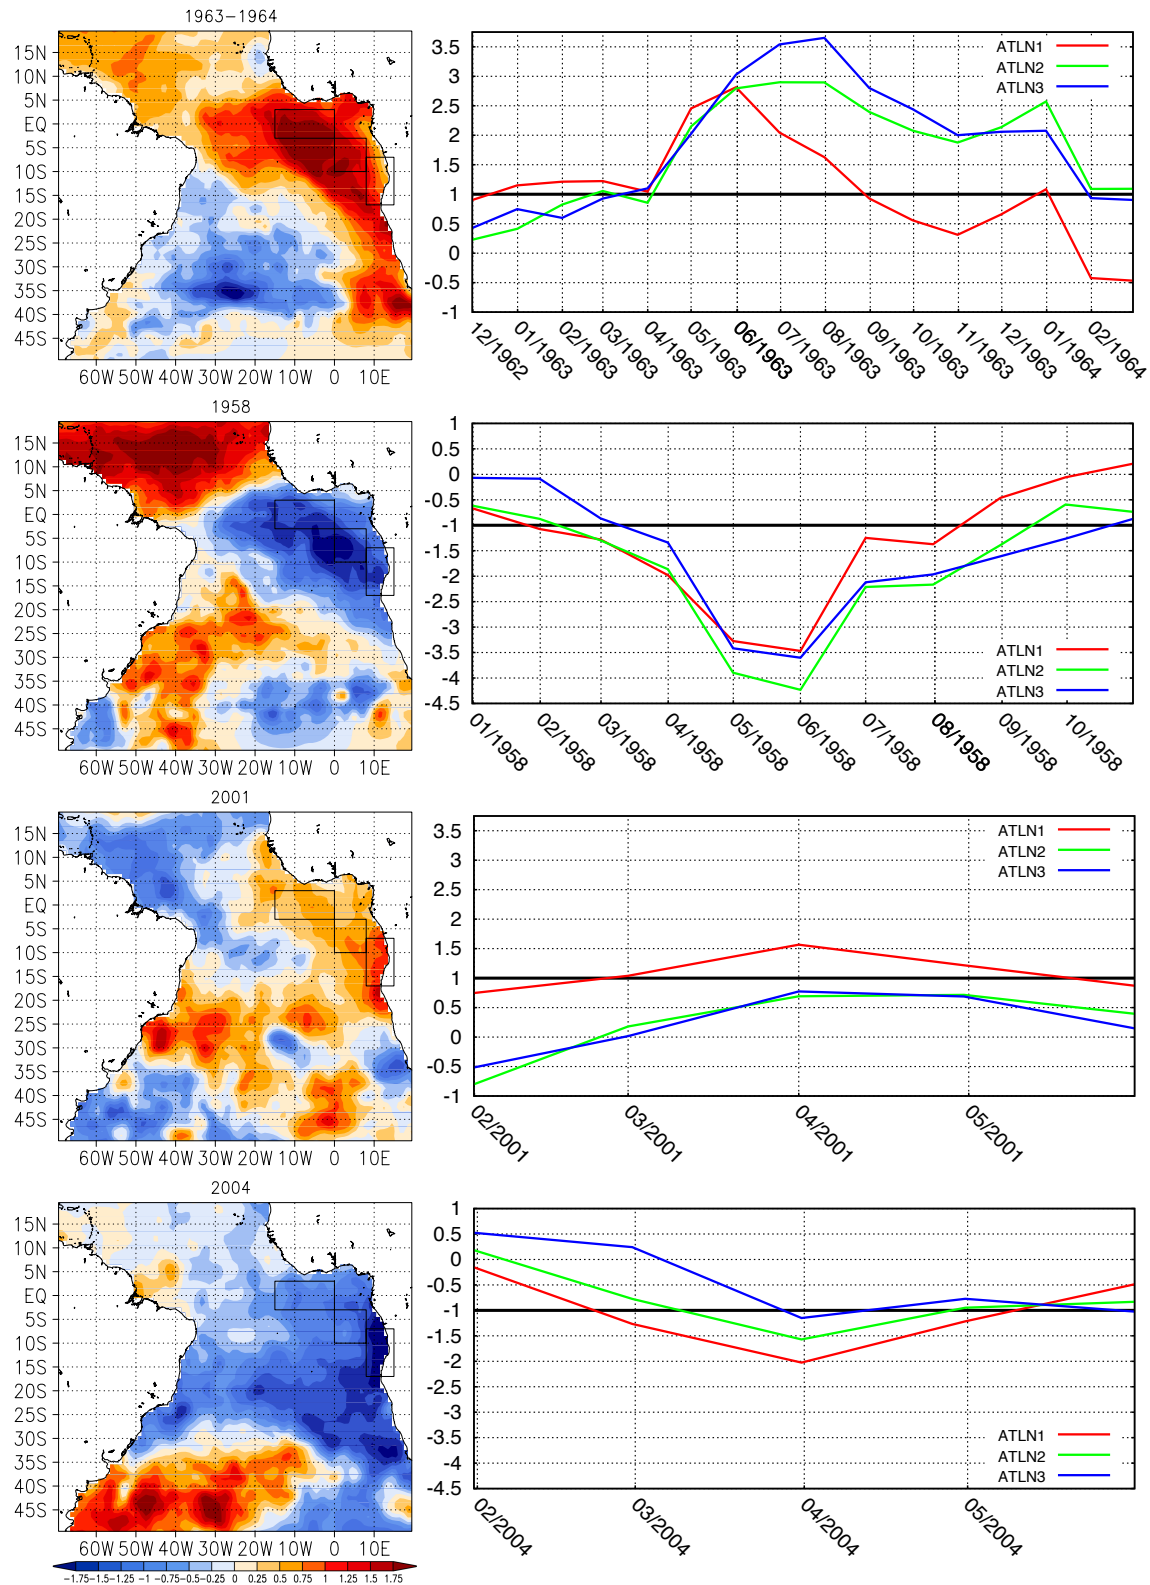 1963-1964
15N
10N
5N
EQ
5S
10S
15S
20S
25S
30S
35S
40S
45S
60W 50W 40W 30W 20W 10W 0 10E
3.5
3
2.5
2
1.5
1
0.5
0
-0.5
-1
ATLN1
ATLN2
ATLN3
12/1962
01/1963
02/1963
03/1963
04/1963
05/1963
06/1963
07/1963
08/1963
09/1963
10/1963
11/1963
12/1963
01/1964
02/1964
1958
15N
10N
5N
EQ
5S
10S
15S
20S
25S
30S
35S
40S
45S
60W 50W 40W 30W 20W 10W 0 10E
1
0
-0.5
-1
-1.5
-2
-2.5
-3
-3.5
-4
-4.5
ATLN1
ATLN2
ATLN3
01/1958
02/1958
03/1958
04/1958
05/1958
06/1958
07/1958
08/1958
09/1958
10/1958
2001
15N
10N
5N
EQ
5S
10S
15S
20S
25S
30S
35S
40S
45S
60W 50W 40W 30W 20W 10W 0 10E
3.5
3
2.5
2
1.5
1
0.5
0
-0.5
-1
ATLN1
ATLN2
ATLN3
02/2001
03/2001
04/2001
05/2001
2004
15N
10N
5N
EQ
5S
10S
15S
20S
25S
30S
35S
40S
45S
60W 50W 40W 30W 20W 10W 0 10E
-1.75 -1.5 -1.25 -1 -0.75 -0.5 -0.25 0 0.25 0.5 0.75 1 1.25 1.5 1.75
1
0.5
0
-0.5
-1
-1.5
-2
-2.5
-3
-3.5
-4
-4.5
ATLN1
ATLN2
ATLN3
02/2004
03/2004
04/2004
05/2004